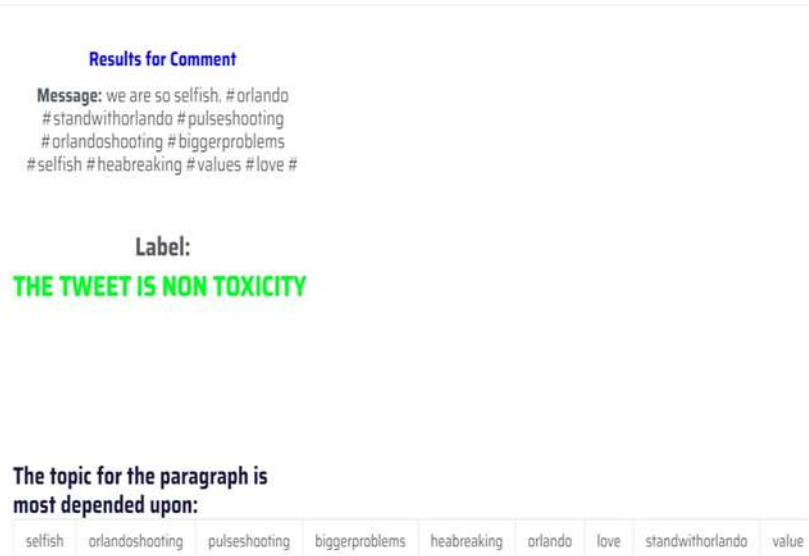 Results for Comment
Message: we are so selfish. #orlando
#standwithorlando #pulseshooting
#orlandoshooting #biggerproblems
#selfish #heabreaking #values #love #
Label:
THE TWEET IS NON TOXICITY
The topic for the paragraph is
most depended upon:
selfish orlandoshooting pulseshooting biggerproblems heabreaking orlando love standwithorlando value